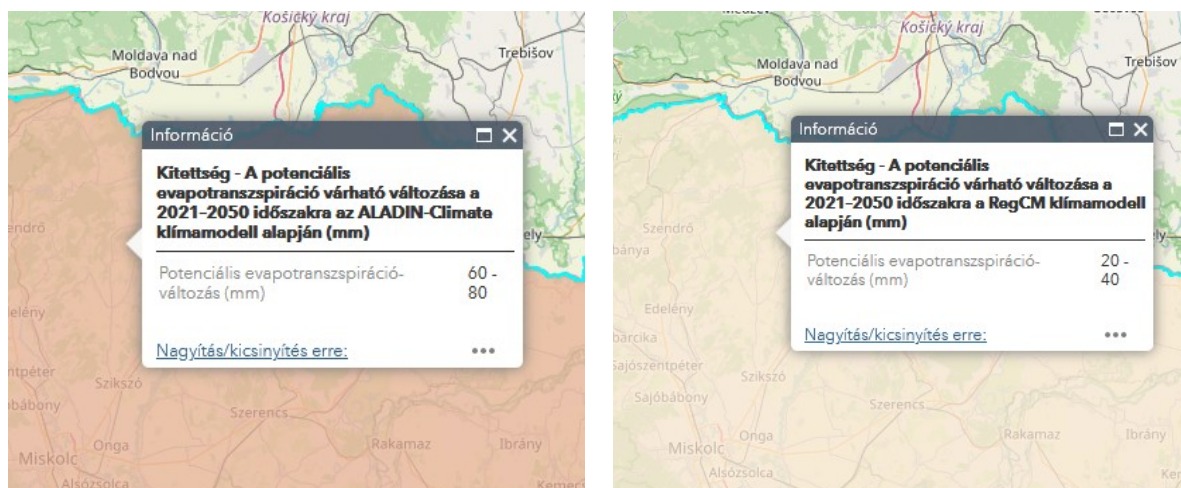 Košický kraj
Moldava nad
Bodvou
Trebišov
Információ
Kitettség - A potenciális
evapotranszspiráció várható változása a
2021-2050 időszakra az ALADIN-Climate
klímamodell alapján (mm)
Potenciális evapotranszspiráció-
változás (mm)
60 -
80
Nagyítás/kicsinyítés erre:
Szikszó
Szerencs
Onga
Rakamaz
Ibrány
Miskolc
Alsózsolca
Košický kraj
Moldava nad
Bodvou
Trebišov
Információ
Kitettség - A potenciális
evapotranszspiráció várható változása a
2021-2050 időszakra a RegCM klímamodell
alapján (mm)
Potenciális evapotranszspiráció-
változás (mm)
20 -
40
Nagyítás/kicsinyítés erre:
Szendrő
Edelény
Sajószentpéter
Szikszó
Sajóbábony
Szerencs
Onga
Rakamaz
Ibrány
Miskolc
Alsózsolca